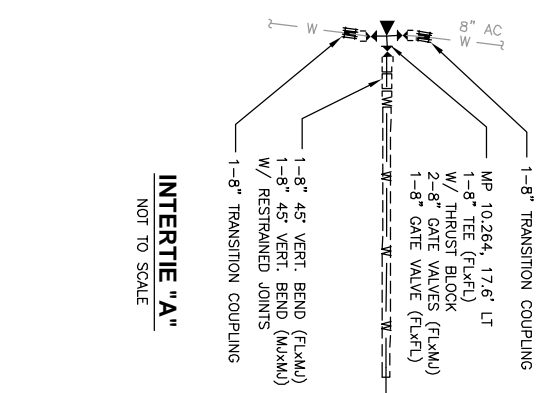 1-8" TRANSITION COUPLING
MP 10.264, 17.6' LT
1-8" TEE (FLxFL)
W/ THRUST BLOCK
2-8" GATE VALVES (FLxMJ)
1-8" GATE VALVE (FLxFL)
1-8" 45° VERT. BEND (FLxMJ)
1-8" 45° VERT. BEND (MJxMJ)
W/ RESTRAINED JOINTS
1-8" TRANSITION COUPLING
INTERTIE "A"
NOT TO SCALE
8" AC
W
W
W
W
W
W